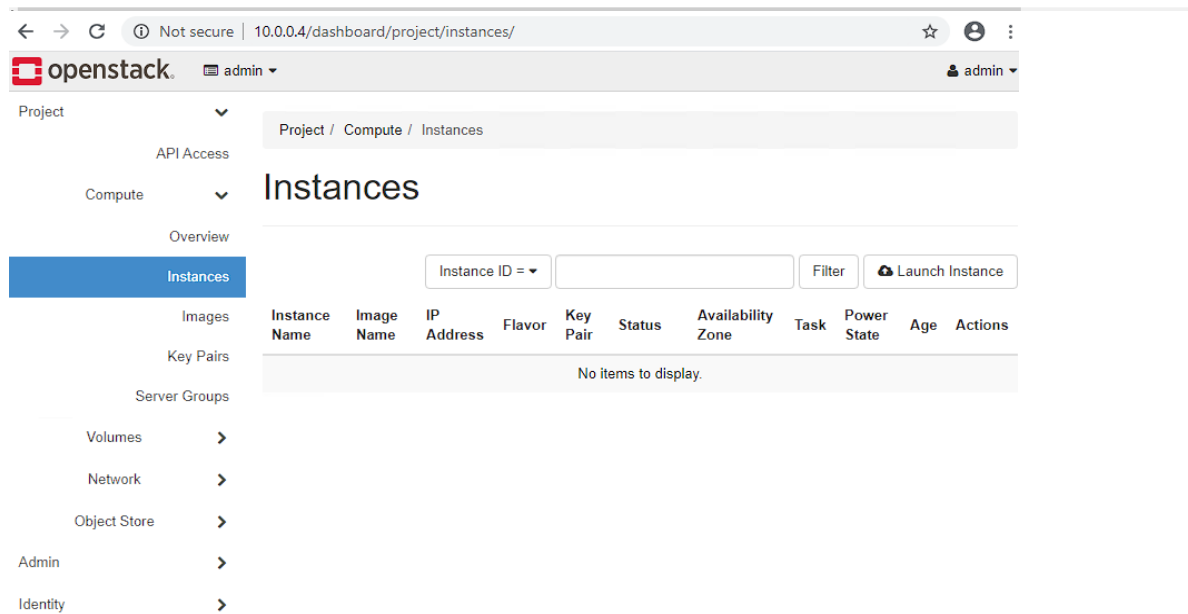 Not secure | 10.0.0.4/dashboard/project/instances/
openstack. admin admin
Project
Project / Compute / Instances
API Access
Compute
Instances
Overview
Instance ID = Filter Launch Instance
Instances
Images
Instance Name Image Name IP Address Flavor Key Pair Status Availability Zone Task Power State Age Actions
Key Pairs
No items to display.
Server Groups
Volumes
Network
Object Store
Admin
Identity